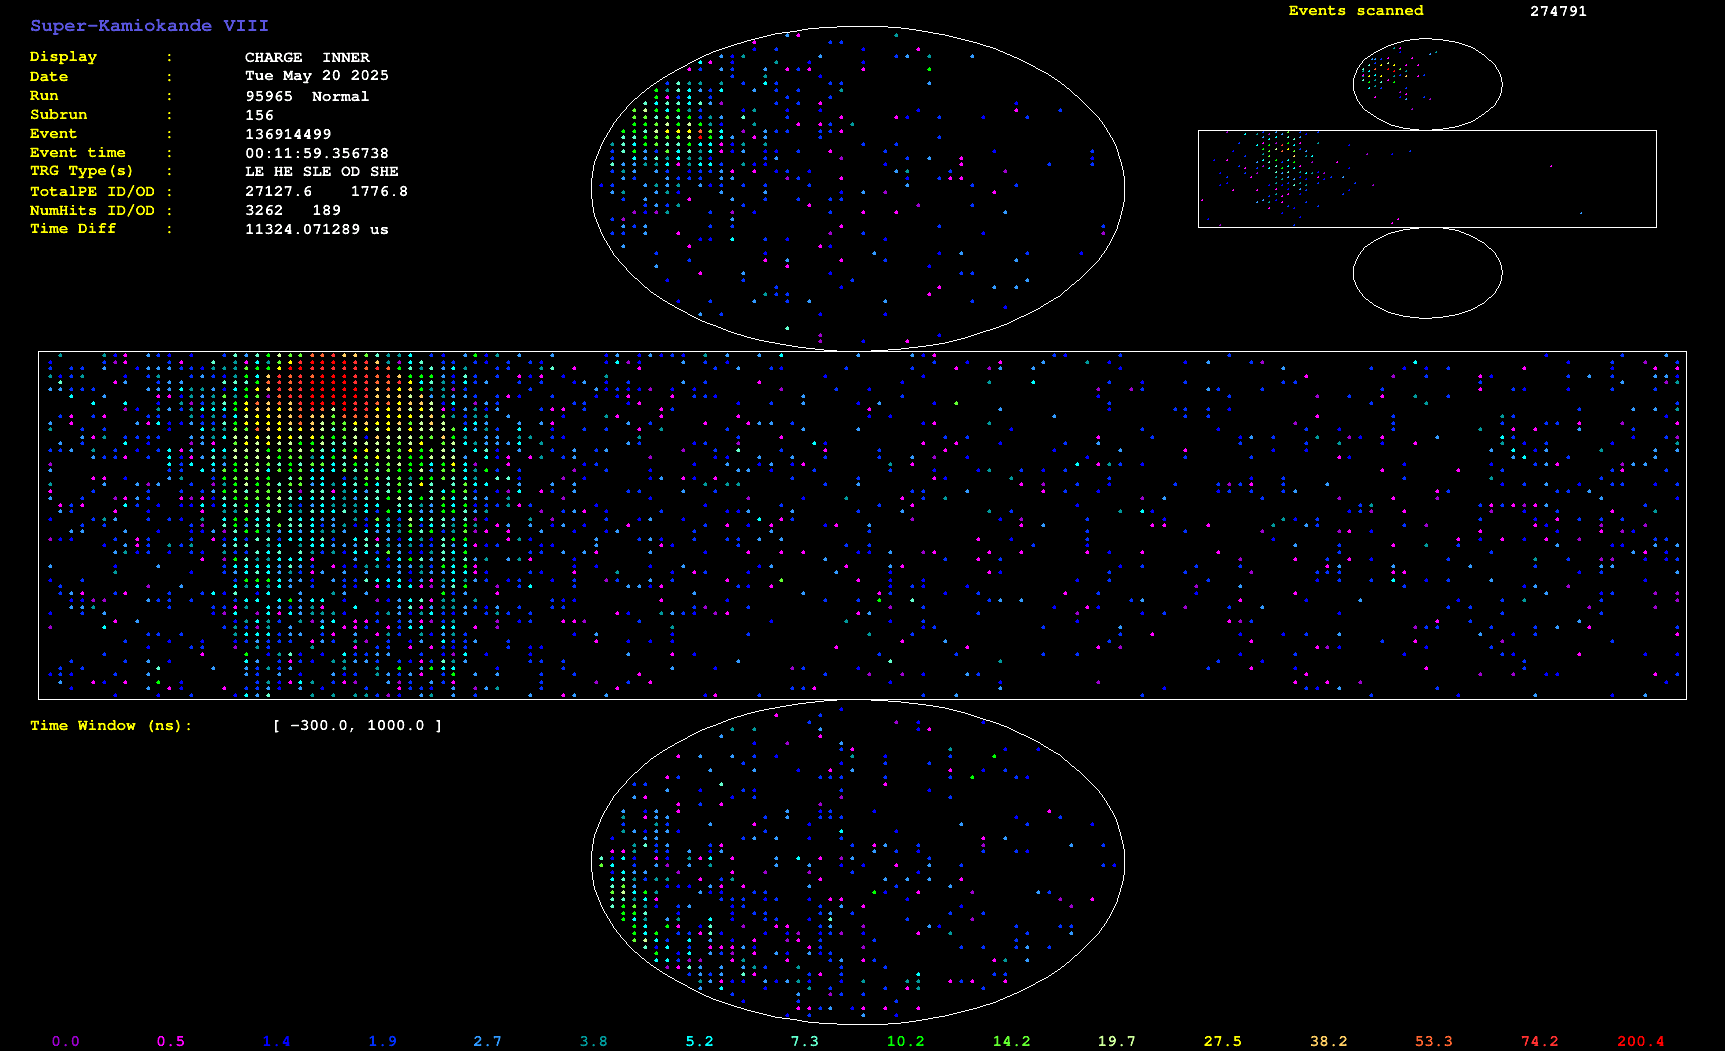 Super-Kamiokande VIII
Events scanned 274791
Display : CHARGE INNER
Date : Tue May 20 2025
Run : 95965 Normal
Subrun : 156
Event : 136914499
Event time : 00:11:59.356738
TRG Type(s) : LE HE SLE OD SHE
TotalPE ID/OD : 27127.6 1776.8
NumHits ID/OD : 3262 189
Time Diff : 11324.071289 us
Time Window (ns): [ -300.0, 1000.0 ]
0.0 0.5 1.4 1.9 2.7 3.8 5.2 7.3 10.2 14.2 19.7 27.5 38.2 53.3 74.2 200.4